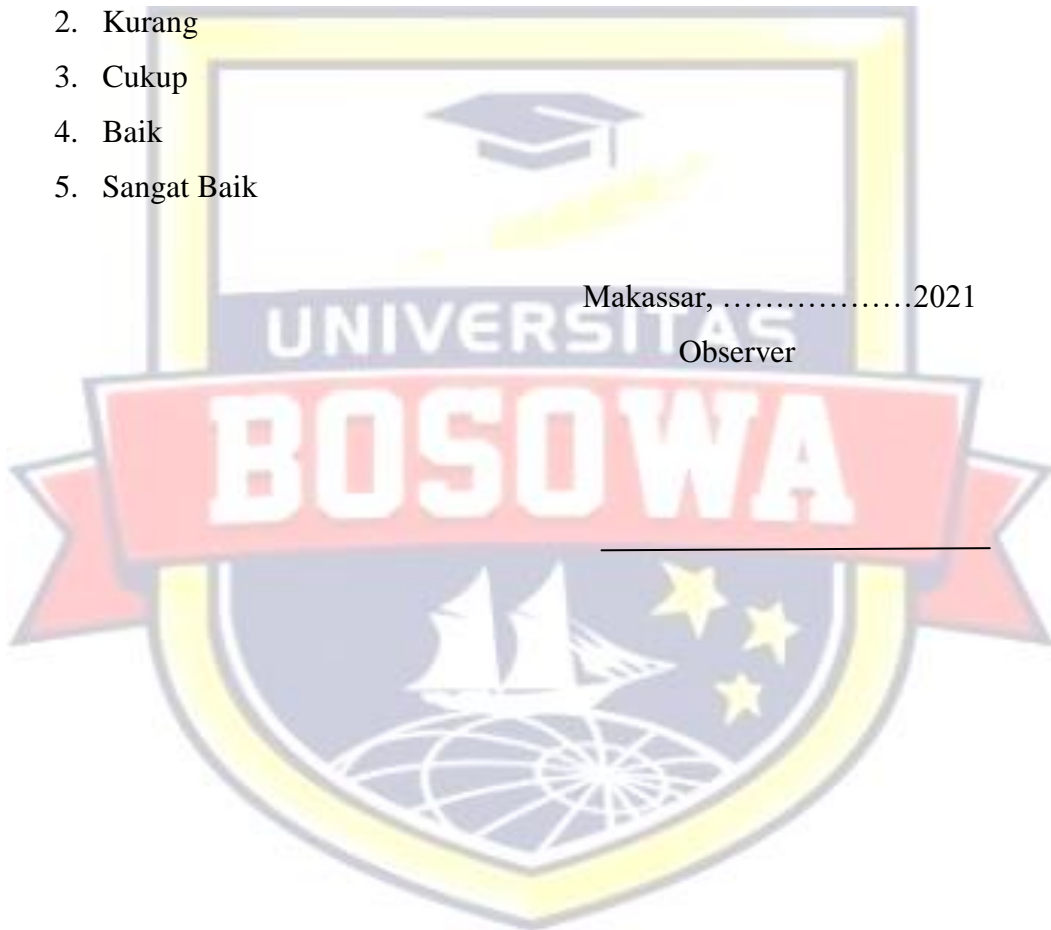 2. Kurang
3. Cukup
4. Baik
5. Sangat Baik
Makassar, ………………2021
Observer
UNIVERSITAS
BOSOWA